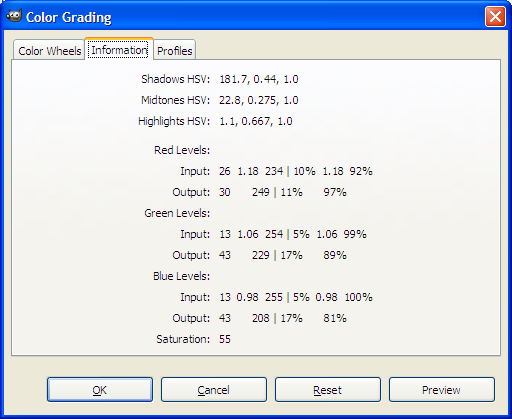 Color Grading
Color Wheels Information Profiles
Shadows HSV: 181.7, 0.44, 1.0
Midtones HSV: 22.8, 0.275, 1.0
Highlights HSV: 1.1, 0.667, 1.0
Red Levels:
Input: 26 1.18 234 | 10% 1.18 92%
Output: 30 249 | 11% 97%
Green Levels:
Input: 13 1.06 254 | 5% 1.06 99%
Output: 43 229 | 17% 89%
Blue Levels:
Input: 13 0.98 255 | 5% 0.98 100%
Output: 43 208 | 17% 81%
Saturation: 55
OK Cancel Reset Preview